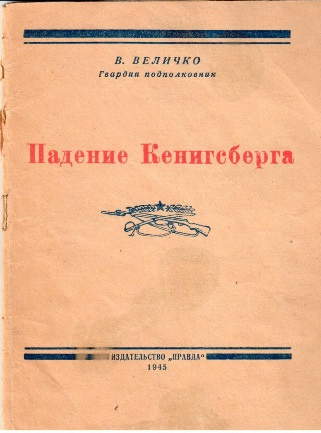 В. ВЕЛИЧКО
Гвардии подполковник
Падение Кенигсберга
ИЗДАТЕЛЬСТВО „ПРАВДА“
1945